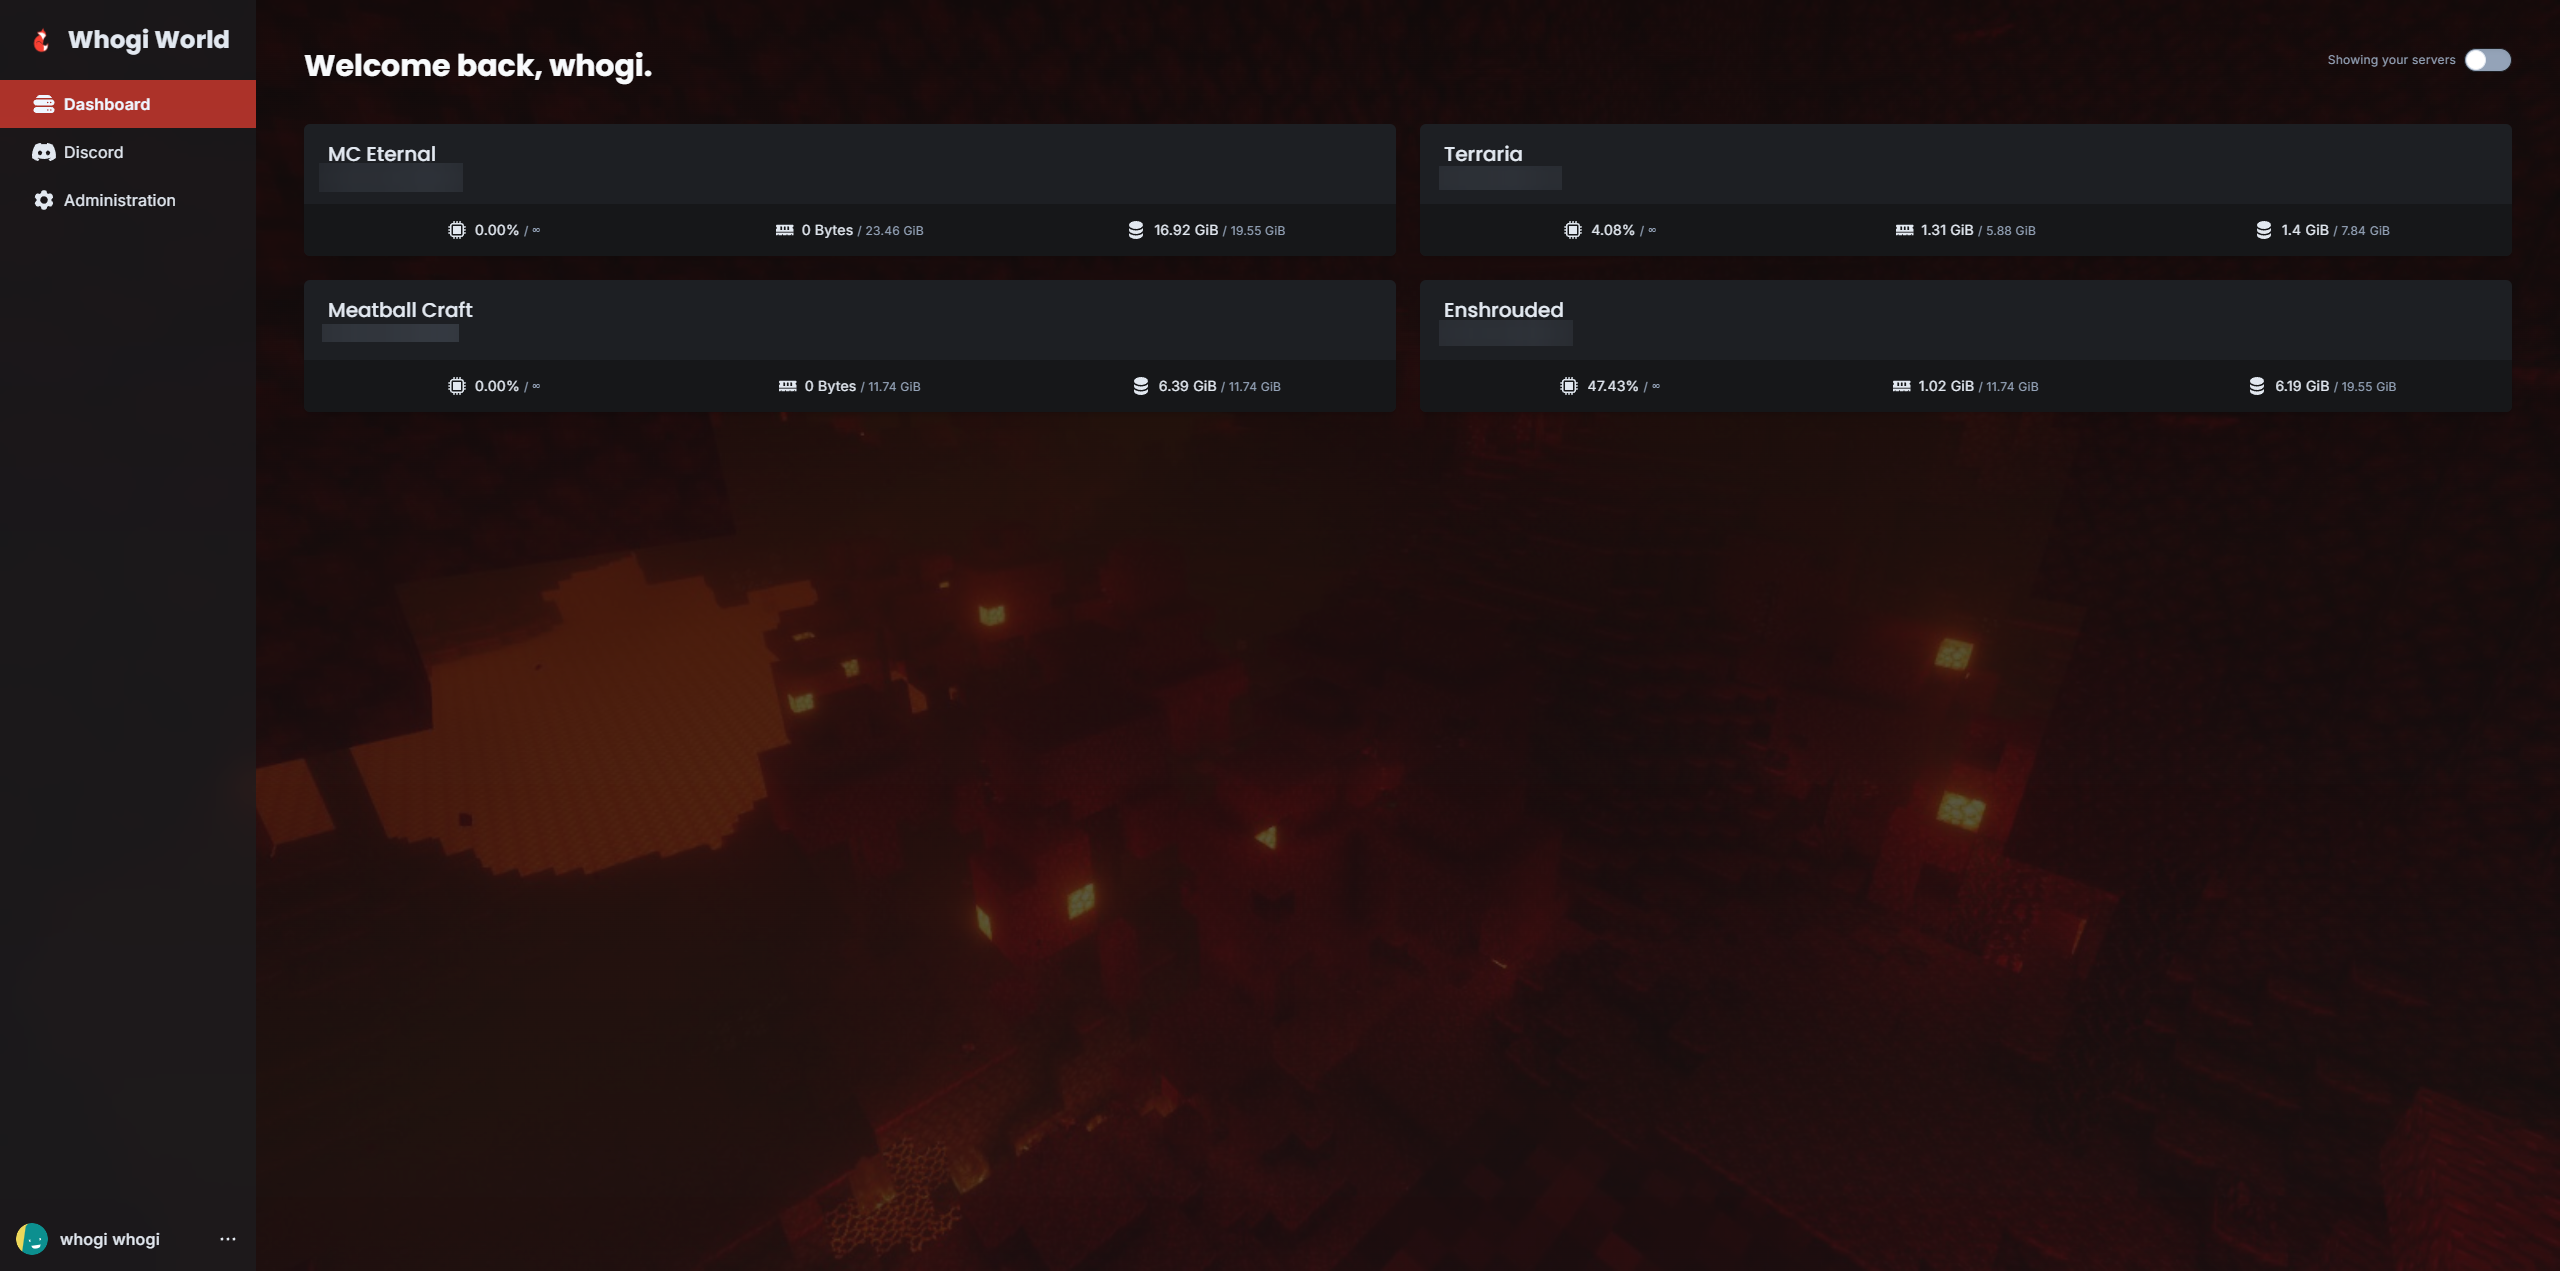 Whogi World
Dashboard
Discord
Administration
Welcome back, whogi.
Showing your servers
MC Eternal
0.00% / ∞
0 Bytes / 23.46 GiB
16.92 GiB / 19.55 GiB
Terraria
4.08% / ∞
1.31 GiB / 5.88 GiB
1.4 GiB / 7.84 GiB
Meatball Craft
0.00% / ∞
0 Bytes / 11.74 GiB
6.39 GiB / 11.74 GiB
Enshrouded
47.43% / ∞
1.02 GiB / 11.74 GiB
6.19 GiB / 19.55 GiB
whogi whogi